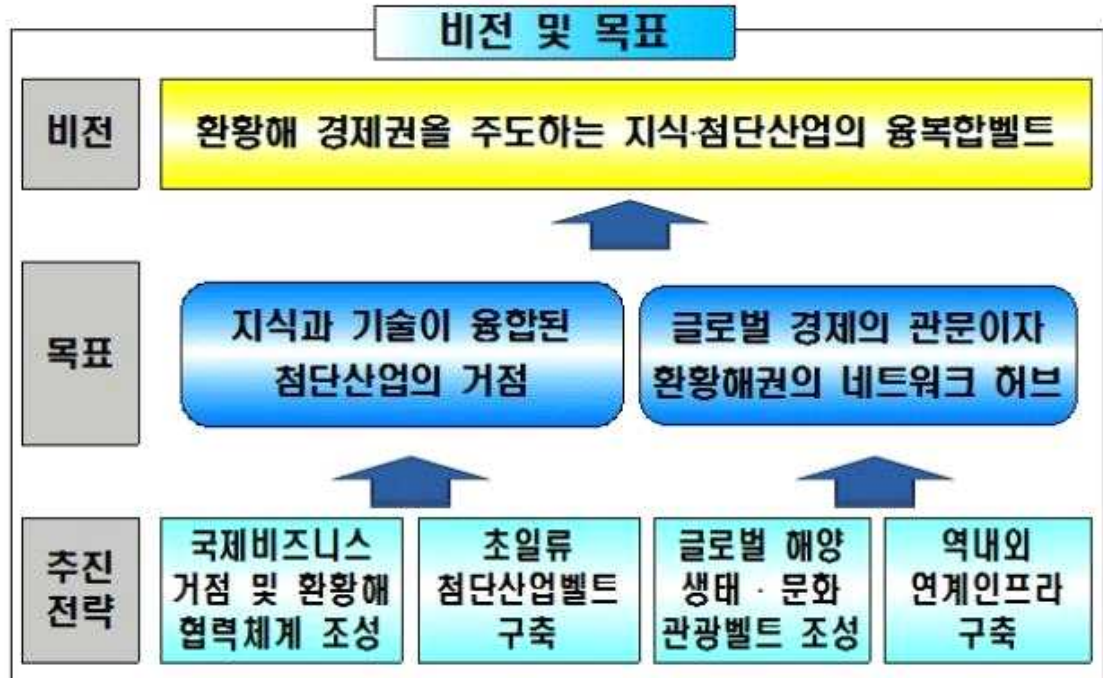 비전 및 목표
비전
환황해 경제권올 주도하는 지식·첨단산업의 융복합벨트
목표
지식과 기술이 융합된
첨단산업의 거점
글로벌 경제의 관문이자
환황해권의 네트워크 허브
추진
전략
국제비즈니스
거점 및 환황해
협력체계 조성
초일류
첨단산업벨트
구축
글로벌 해양
생태 · 문화
관광벨트 조성
역내외
연계인프라
구축